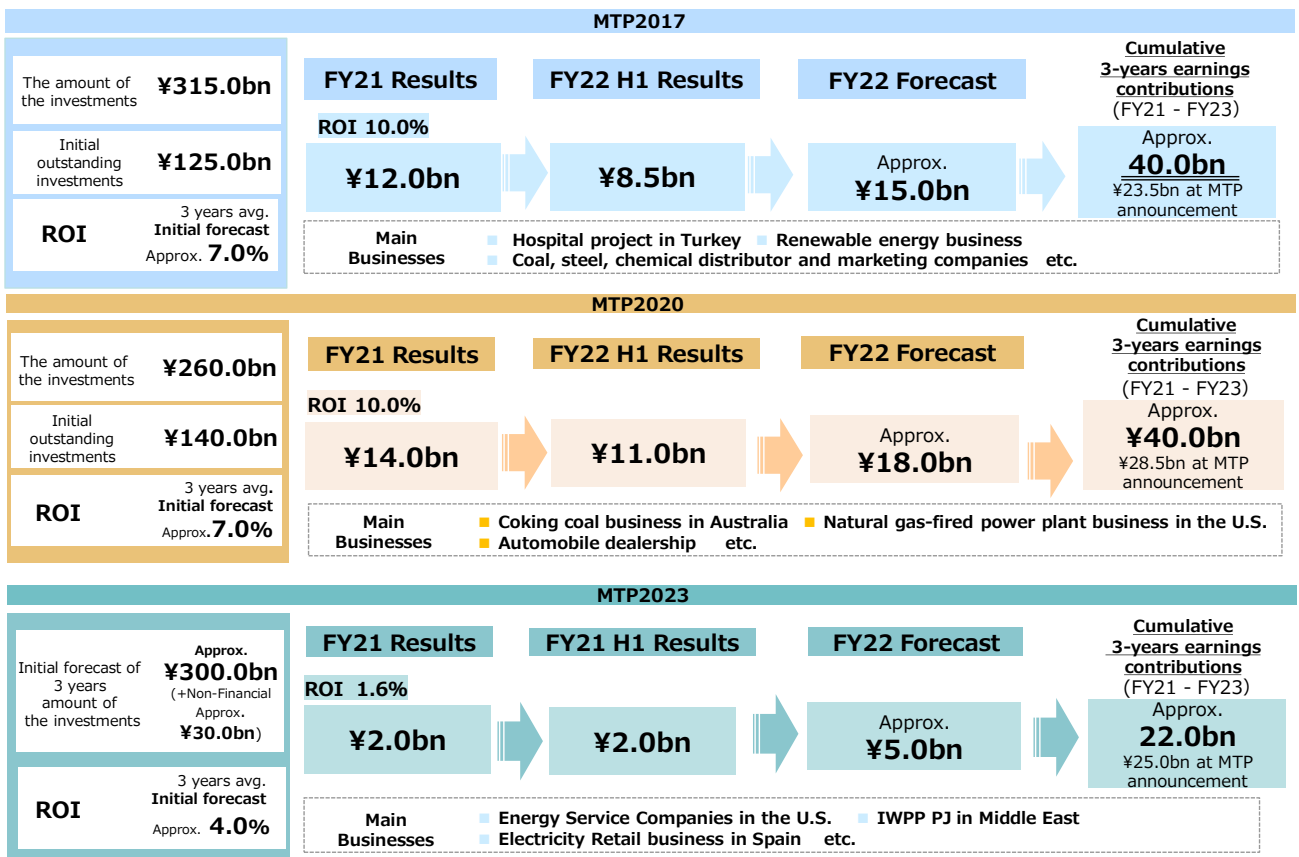 MTP2017
The amount of
the investments
¥315.0bn
Initial
outstanding
investments
¥125.0bn
ROI
3 years avg.
Initial forecast
Approx. 7.0%
FY21 Results
FY22 H1 Results
FY22 Forecast
Cumulative
3-years earnings
contributions
(FY21 - FY23)
ROI 10.0%
¥12.0bn
¥8.5bn
Approx.
¥15.0bn
Approx.
40.0bn
¥23.5bn at MTP
announcement
Main
Businesses
Hospital project in Turkey
Renewable energy business
Coal, steel, chemical distributor and marketing companies etc.
MTP2020
The amount of
the investments
¥260.0bn
Initial
outstanding
investments
¥140.0bn
ROI
3 years avg.
Initial forecast
Approx.7.0%
FY21 Results
FY22 H1 Results
FY22 Forecast
Cumulative
3-years earnings
contributions
(FY21 - FY23)
ROI 10.0%
¥14.0bn
¥11.0bn
Approx.
¥18.0bn
Approx.
¥40.0bn
¥28.5bn at MTP
announcement
Main
Businesses
Coking coal business in Australia
Natural gas-fired power plant business in the U.S.
Automobile dealership etc.
MTP2023
Initial forecast of
3 years
amount of
the investments
Approx.
¥300.0bn
(+Non-Financial
Approx.
¥30.0bn)
ROI
3 years avg.
Initial forecast
Approx. 4.0%
FY21 Results
FY21 H1 Results
FY22 Forecast
Cumulative
3-years earnings
contributions
(FY21 - FY23)
ROI 1.6%
¥2.0bn
¥2.0bn
Approx.
¥5.0bn
Approx.
22.0bn
¥25.0bn at MTP
announcement
Main
Businesses
Energy Service Companies in the U.S.
IWPP PJ in Middle East
Electricity Retail business in Spain etc.